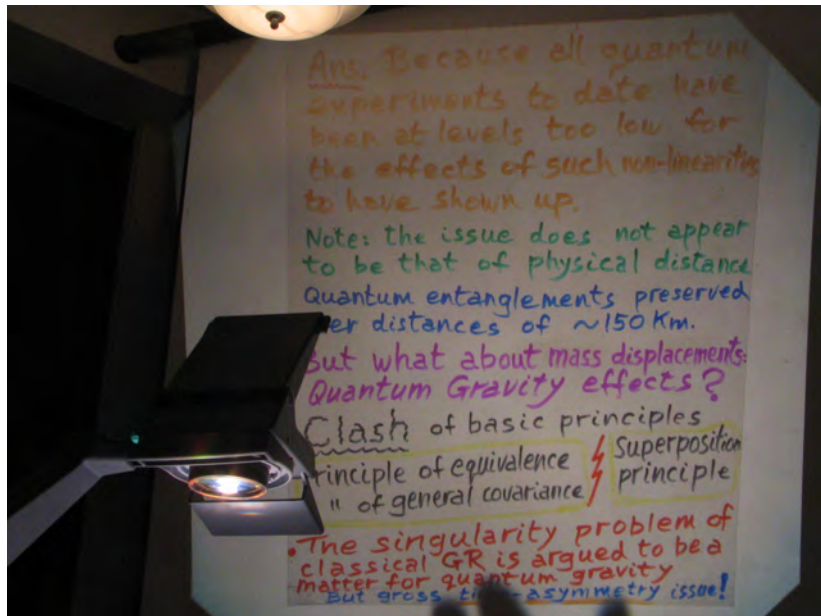 Ans. Because all quantum
experiments to date have
been at levels too low for
the effects of such non-linearities
to have shown up.
Note: the issue does not appear
to be that of physical distance
Quantum entanglements preserved
er distances of ~150 Km.
But what about mass displacements:
Quantum Gravity effects?
Clash of basic principles
rinciple of equivalence
" of general covariance
Superposition
principle
• The singularity problem of
classical GR is argued to be a
matter for quantum gravity
But gross -asymmetry issue!